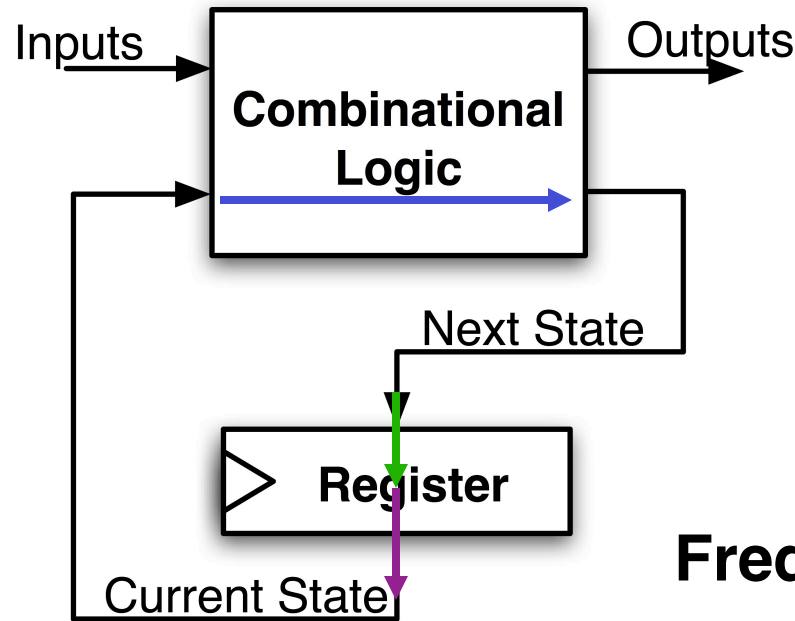 Inputs
Outputs
Combinational
Logic
Next State
Register
Current State